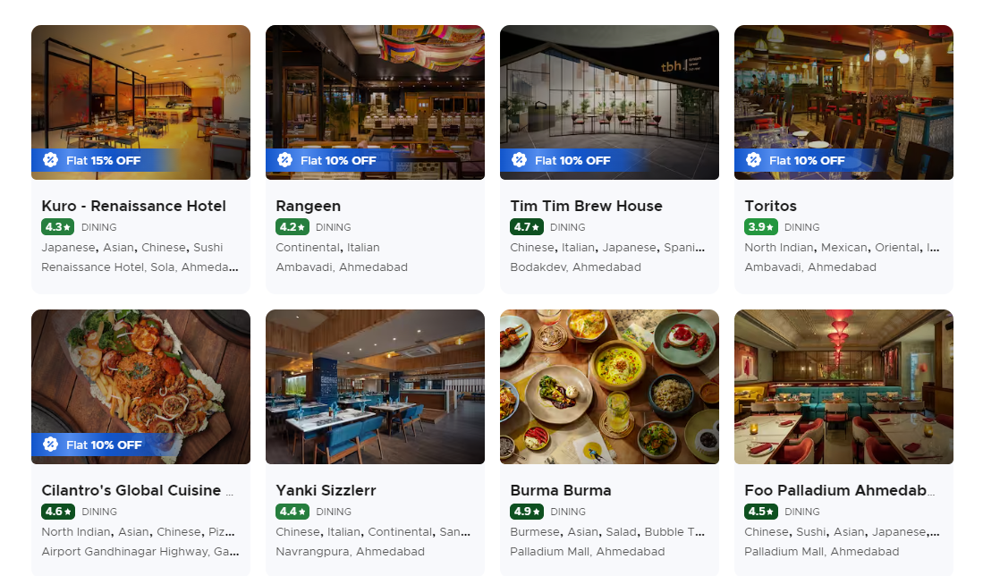 tbh.
Flat 15% OFF
Flat 10% OFF
Flat 10% OFF
Flat 10% OFF
Kuro - Renaissance Hotel
4.3★ DINING
Japanese, Asian, Chinese, Sushi
Renaissance Hotel, Sola, Ahmeda...
Rangeen
4.2★ DINING
Continental, Italian
Ambavadi, Ahmedabad
Tim Tim Brew House
4.7★ DINING
Chinese, Italian, Japanese, Spani...
Bodakdev, Ahmedabad
Toritos
3.9★ DINING
North Indian, Mexican, Oriental, I...
Ambavadi, Ahmedabad
Flat 10% OFF
Cilantro's Global Cuisine ...
4.6★ DINING
North Indian, Asian, Chinese, Piz...
Airport Gandhinagar Highway, Ga...
Yanki Sizzlerr
4.4★ DINING
Chinese, Italian, Continental, San...
Navrangpura, Ahmedabad
Burma Burma
4.9★ DINING
Burmese, Asian, Salad, Bubble T...
Palladium Mall, Ahmedabad
Foo Palladium Ahmedab...
4.5★ DINING
Chinese, Sushi, Asian, Japanese,...
Palladium Mall, Ahmedabad